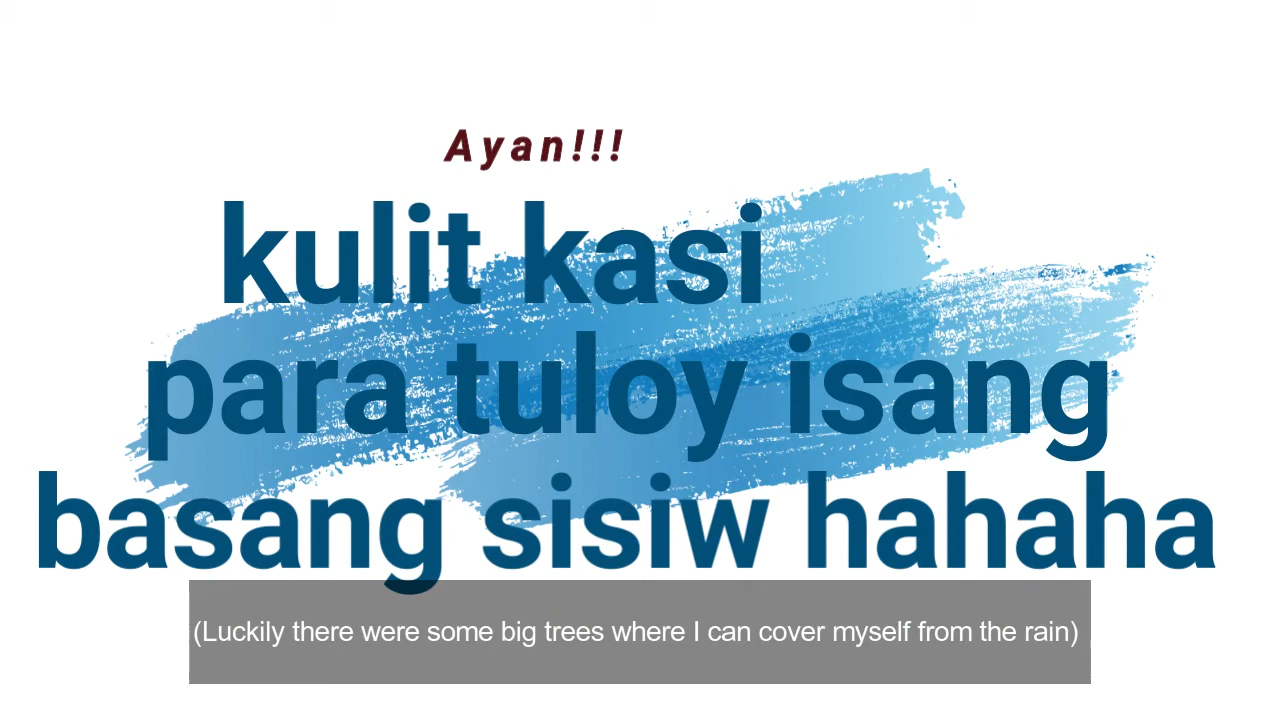 Ayan!!!
kulit kasi
para tuloy isang
basang sisiw hahaha
(Luckily there were some big trees where I can cover myself from the rain)